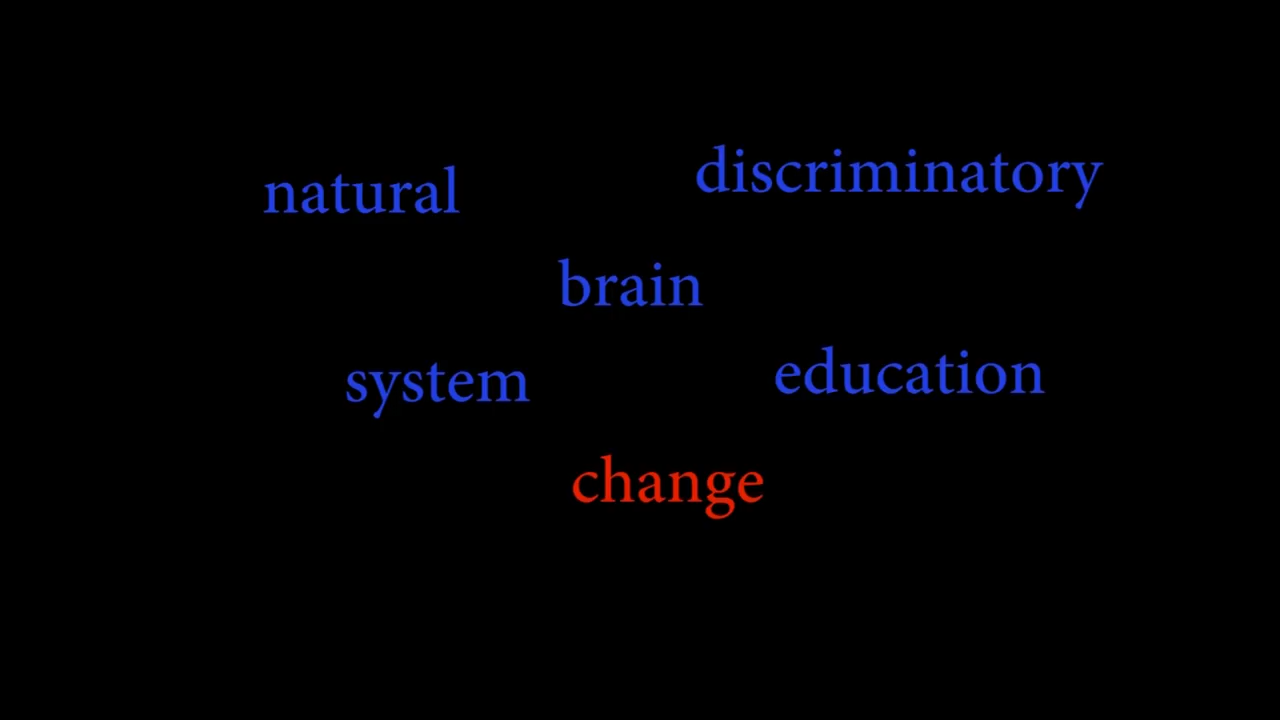 natural
discriminatory
brain
system
education
change